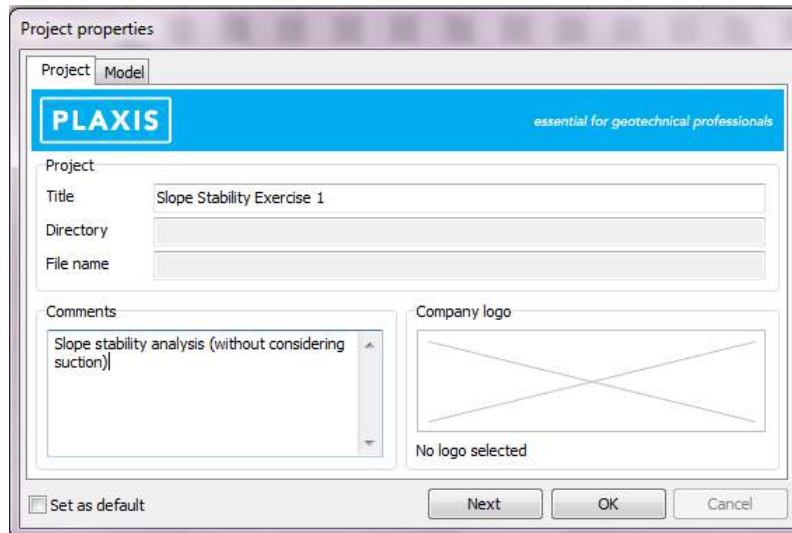 Project properties
Project Model
PLAXIS essential for geotechnical professionals
Project
Title Slope Stability Exercise 1
Directory
File name
Comments
Slope stability analysis (without considering
suction)
Company logo
No logo selected
Set as default Next OK Cancel